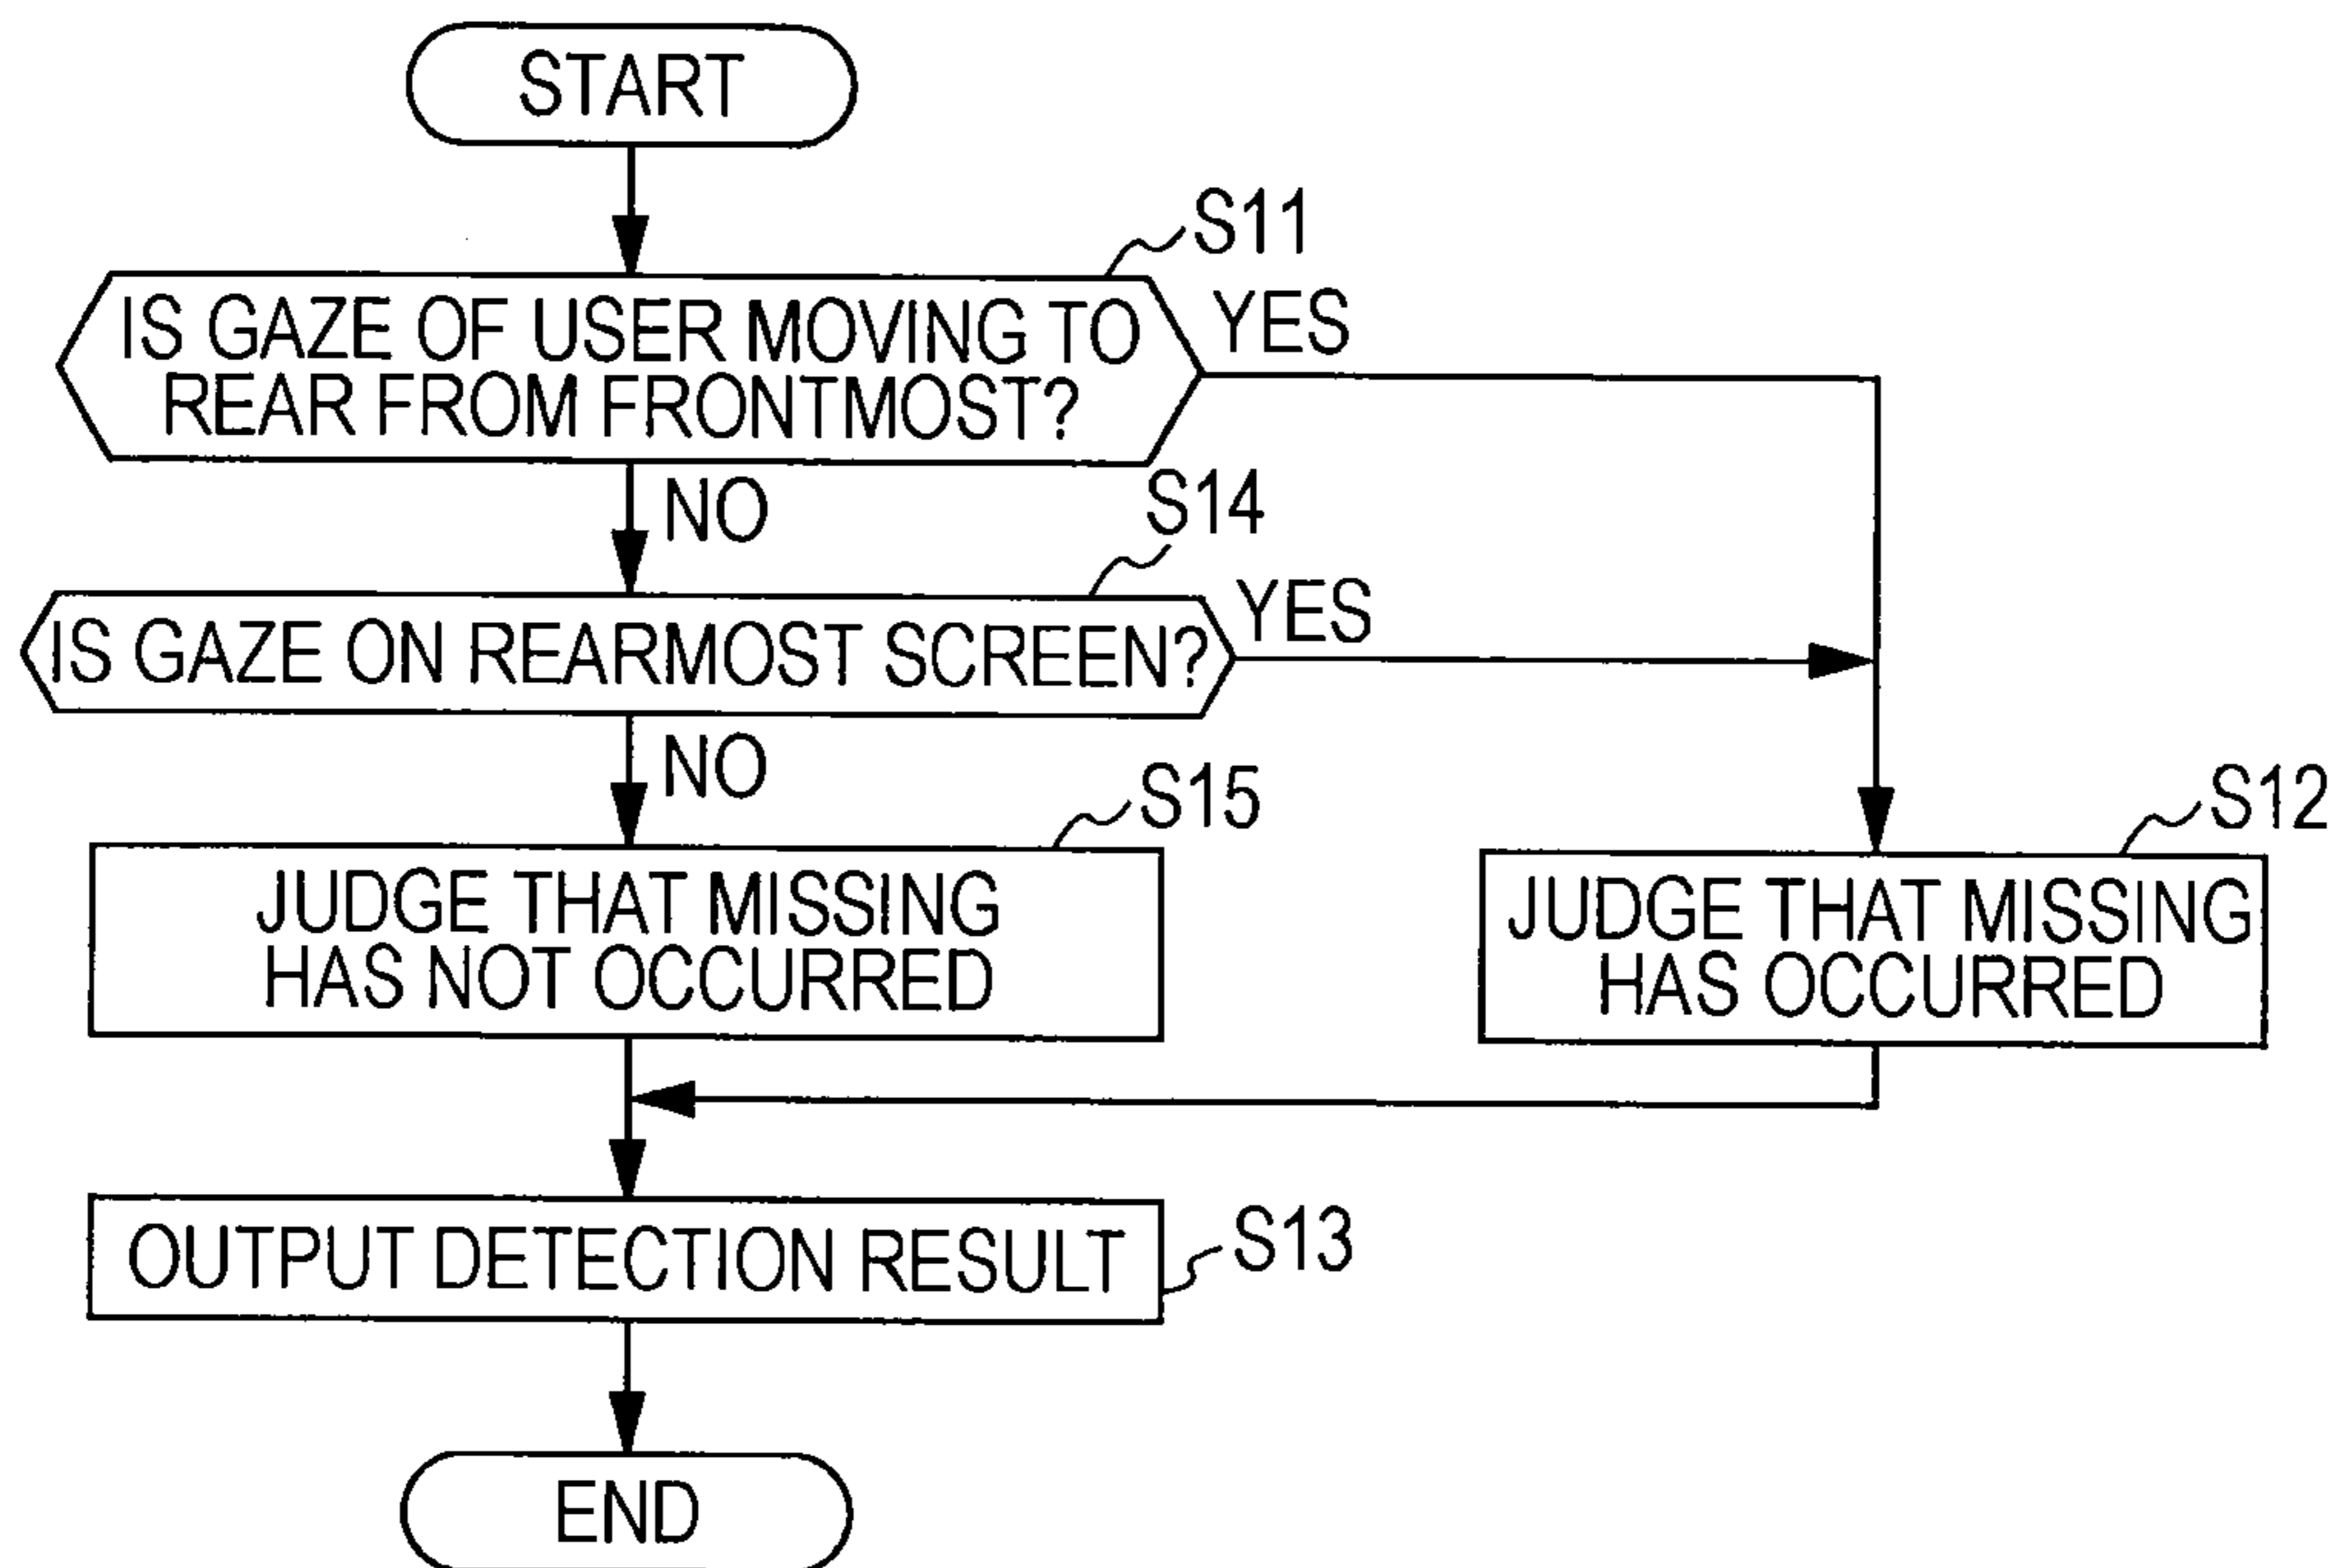 START
S11
IS GAZE OF USER MOVING TO
REAR FROM FRONTMOST?
YES
NO
S14
IS GAZE ON REARMOST SCREEN?
YES
NO
S15
JUDGE THAT MISSING
HAS NOT OCCURRED
S12
JUDGE THAT MISSING
HAS OCCURRED
OUTPUT DETECTION RESULT
S13
END